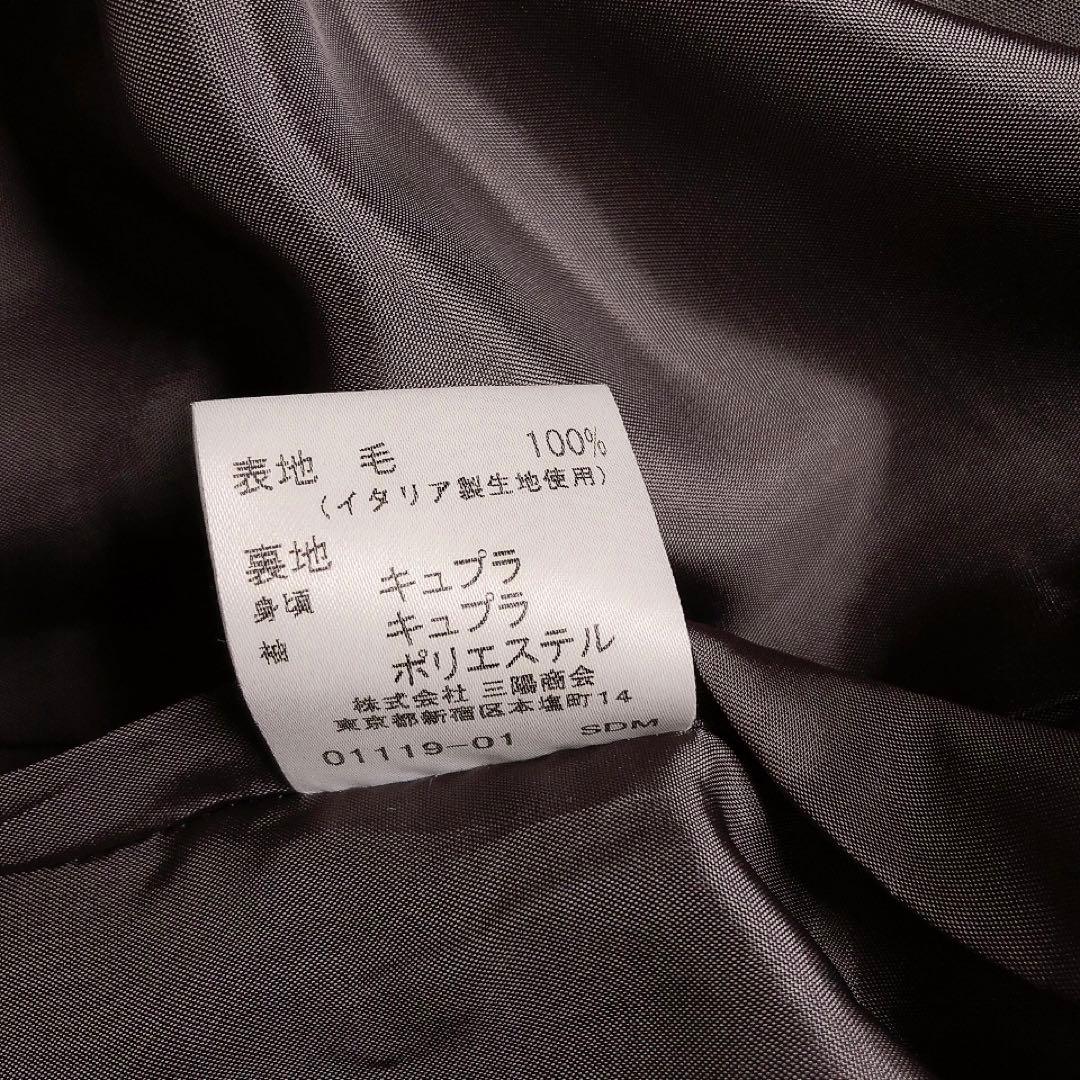 表地 毛 100%
(イタリア製生地使用)
裏地
身頃 キュプラ
袖 キュプラ
ポリエステル
株式会社 三陽商会
東京都新宿区本塩町14
01119-01 SDM